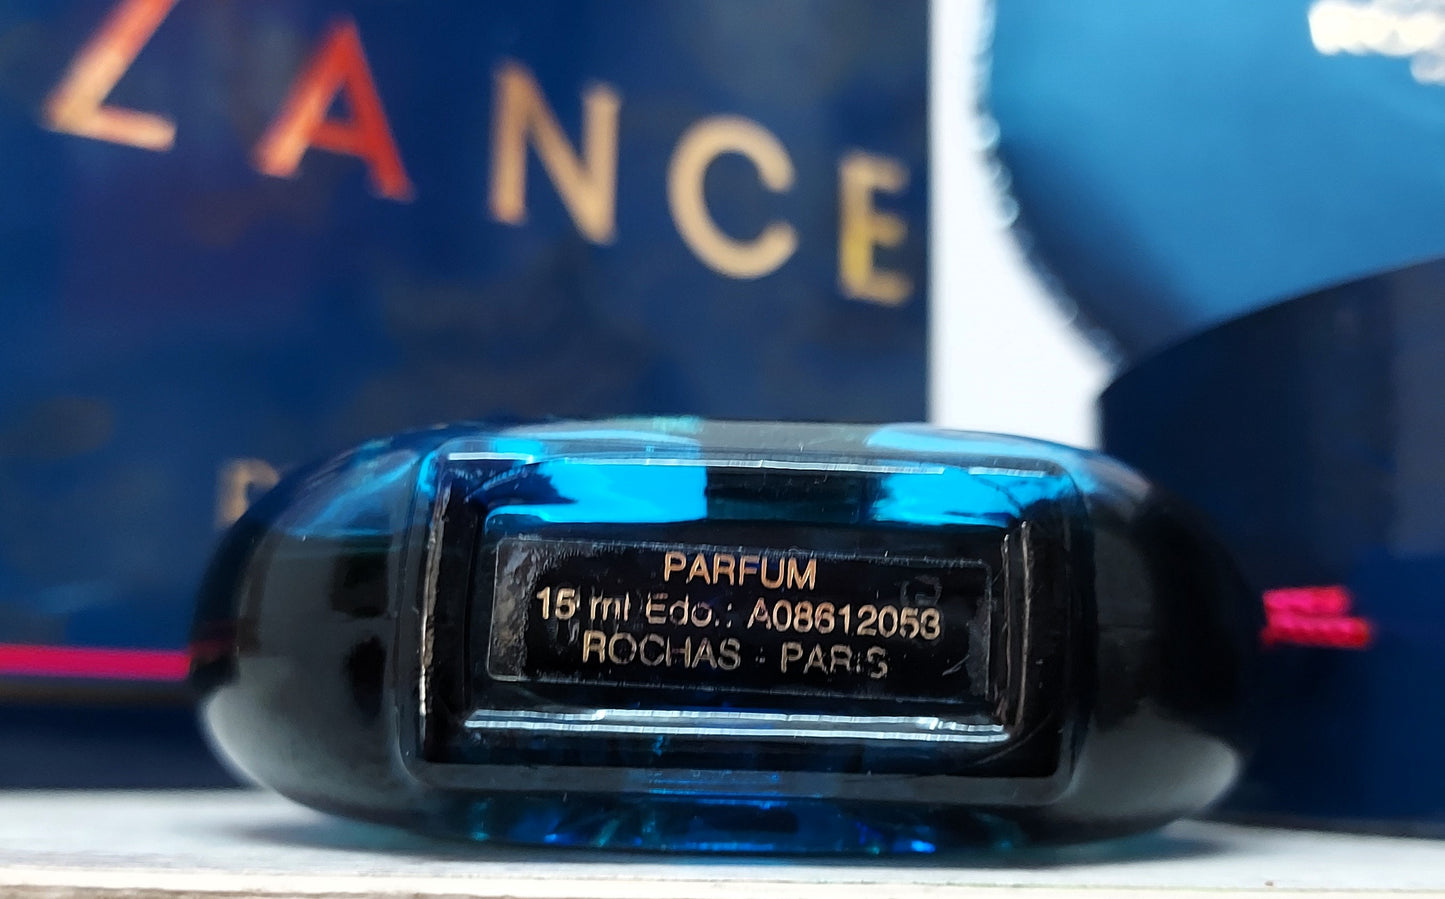 ZANCE
PARFUM
15 ml Edo.: A08612053
ROCHAS - PARIS